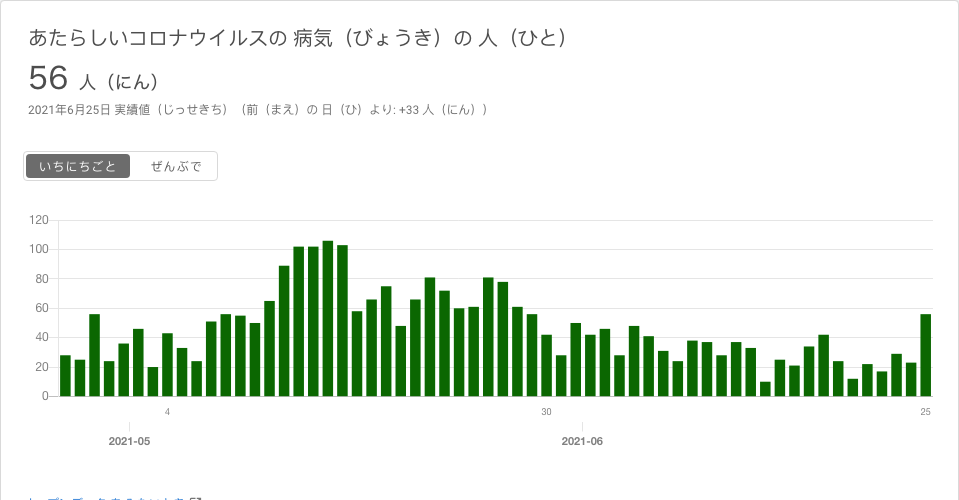 あたらしいコロナウイルスの 病気（びょうき）の 人（ひと）
56 人（にん）
2021年6月25日 実績値（じっせきち）（前（まえ）の 日（ひ）より: +33 人（にん））
いちにちごと ぜんぶで
120
100
80
60
40
20
0
4 30 25
2021-05 2021-06